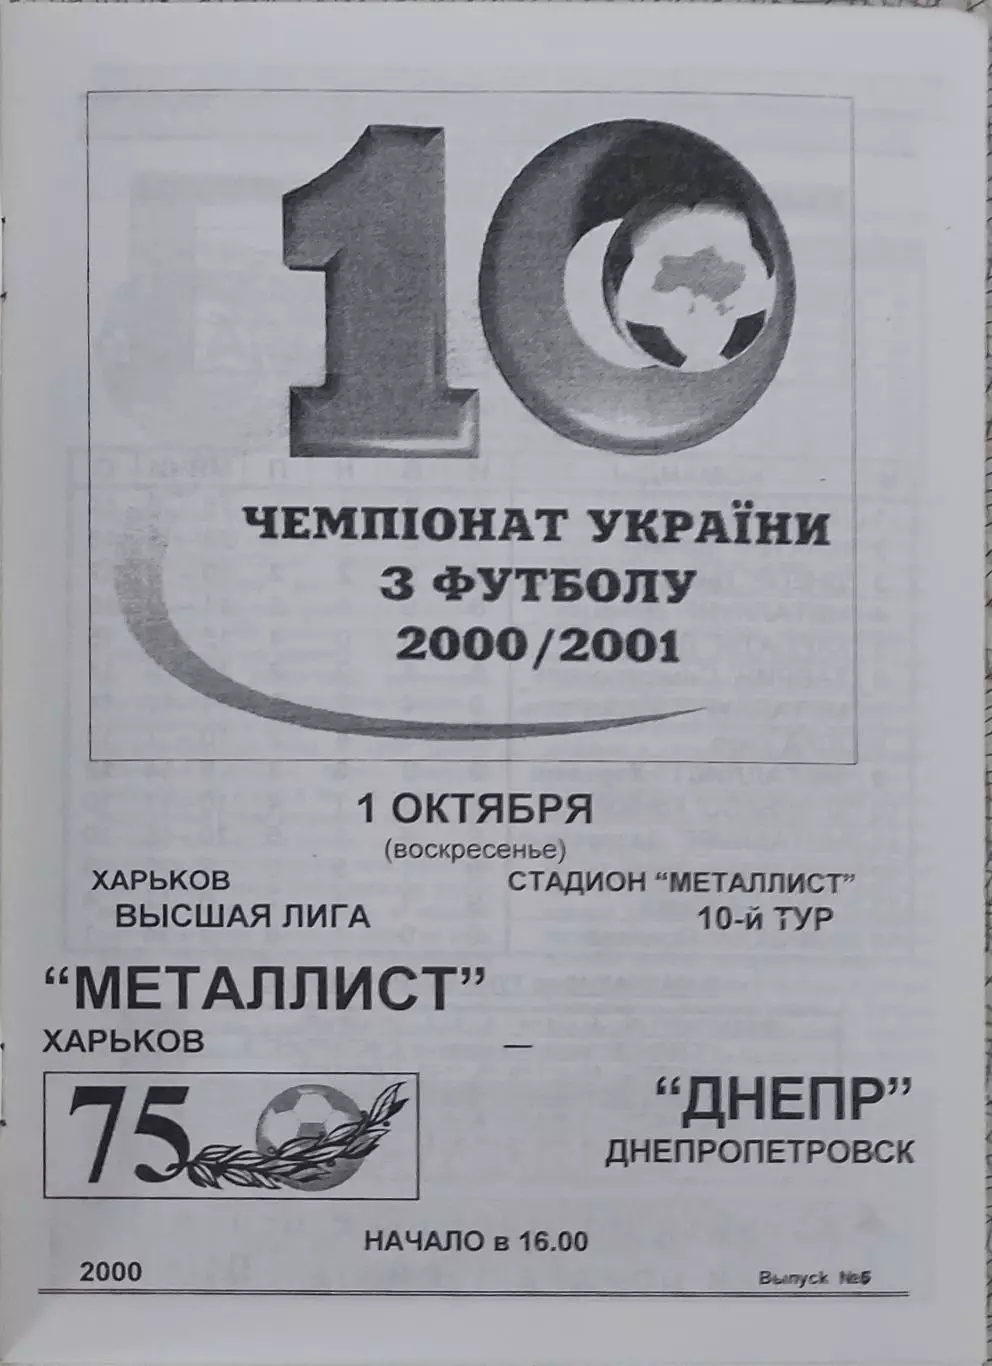 10
ЧЕМПІОНАТ УКРАЇНИ
З ФУТБОЛУ
2000/2001
1 ОКТЯБРЯ
(воскресенье)
ХАРЬКОВ СТАДИОН “МЕТАЛЛИСТ”
ВЫСШАЯ ЛИГА 10-й ТУР
“МЕТАЛЛИСТ”
ХАРЬКОВ —
75
“ДНЕПР”
ДНЕПРОПЕТРОВСК
НАЧАЛО в 16.00
2000 Выпуск №5